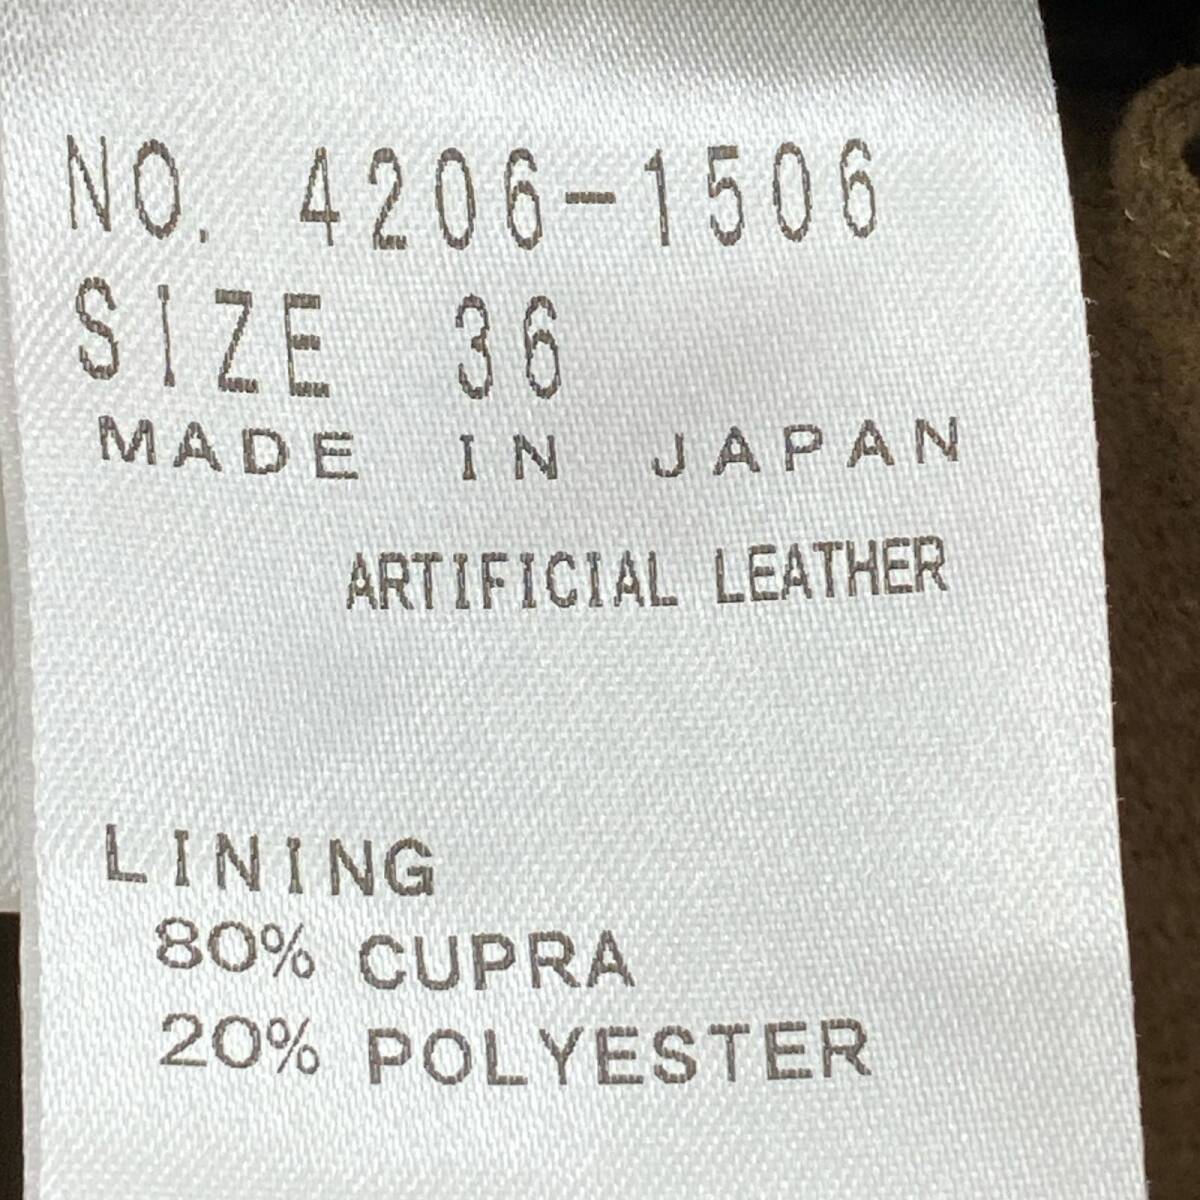 NO. 4206-1506
SIZE 36
MADE IN JAPAN
ARTIFICIAL LEATHER
LINING
80% CUPRA
20% POLYESTER